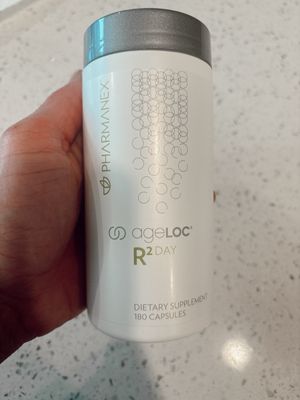 PHARMANEX
ageLOC®
R² DAY
DIETARY SUPPLEMENT
180 CAPSULES